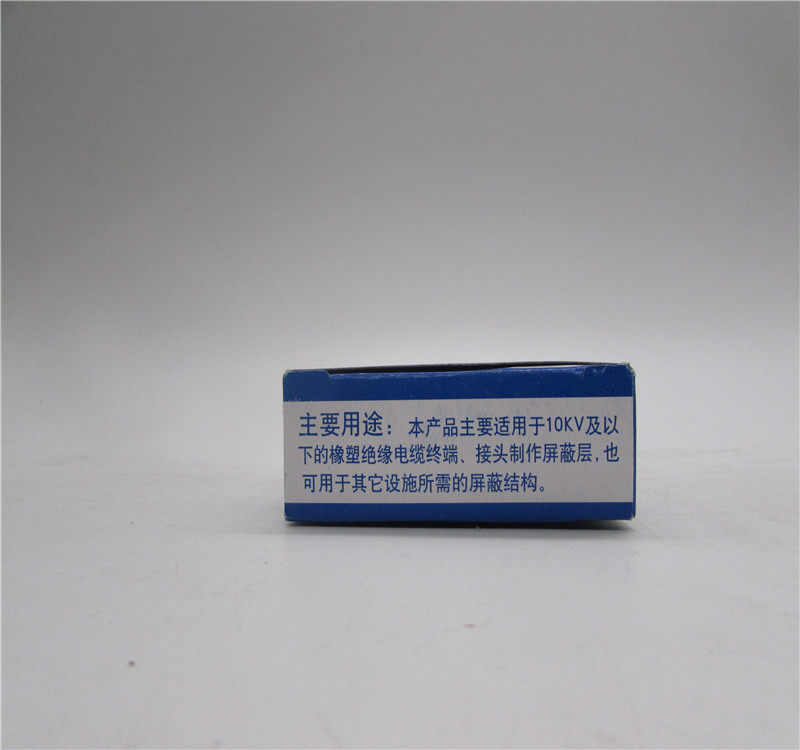 主要用途：本产品主要适用于10KV及以
下的橡塑绝缘电缆终端、接头制作屏蔽层,也
可用于其它设施所需的屏蔽结构。